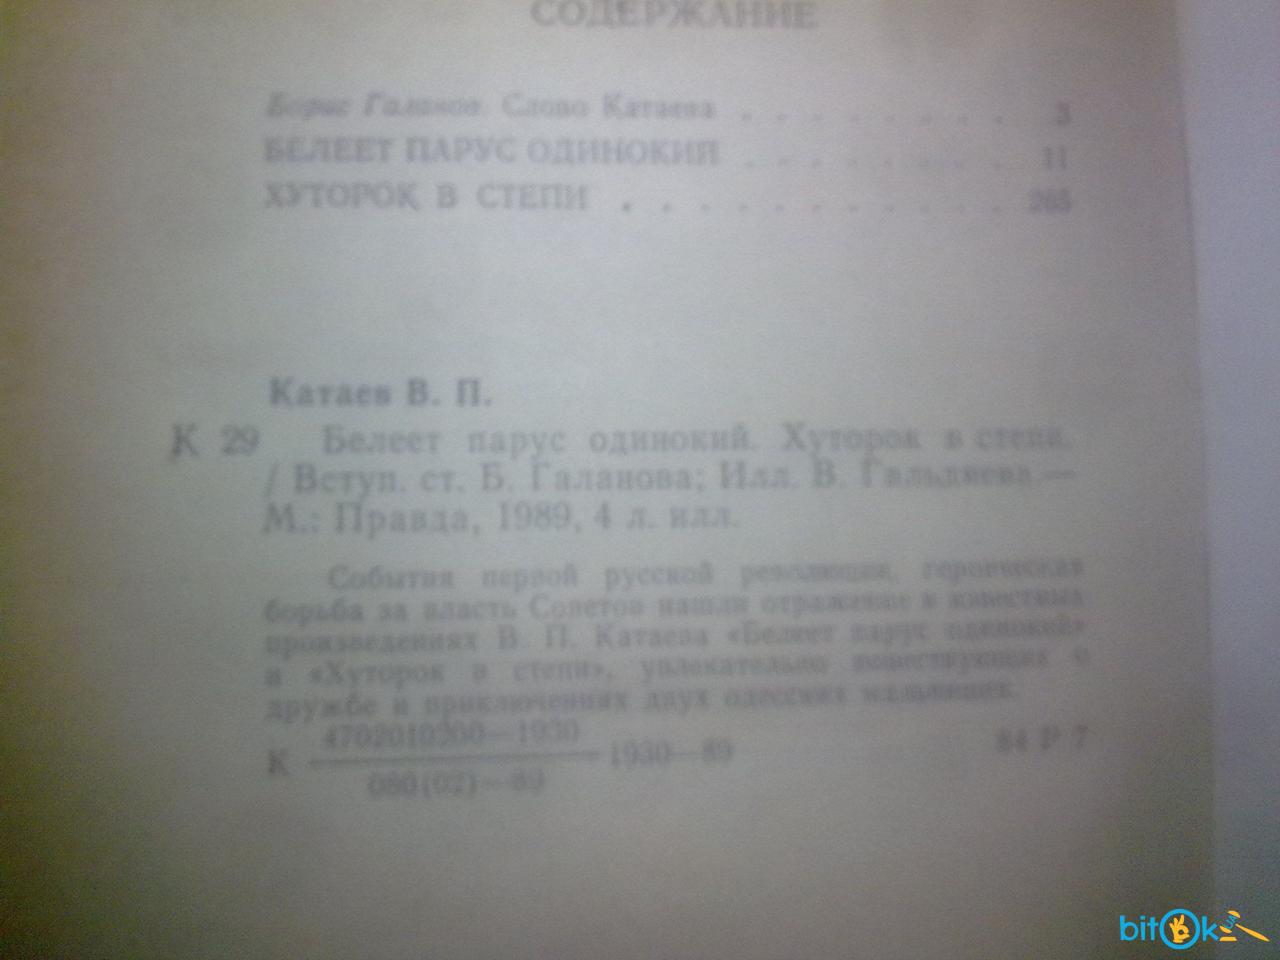 СОДЕРЖАНИЕ
Борис Галанов. Слово Катаева . . . . . . . . 3
БЕЛЕЕТ ПАРУС ОДИНОКИЙ . . . . . . . . 11
ХУТОРОК В СТЕПИ . . . . . . . . . . . 265
Катаев В. П.
К 29 Белеет парус одинокий. Хуторок в степи.
/ Вступ. ст. Б. Галанова; Илл. В. Гальдяева.—
М.: Правда, 1989, 4 л. илл.
События первой русской революции, героическая
борьба за власть Советов нашли отражение в известных
произведениях В. П. Катаева «Белеет парус одинокий»
и «Хуторок в степи», увлекательно повествующих о
дружбе и приключениях двух одесских мальчишек.
4702010200—1930
К 1930—89 84 Р 7
080(02)—89
bitOk.ua